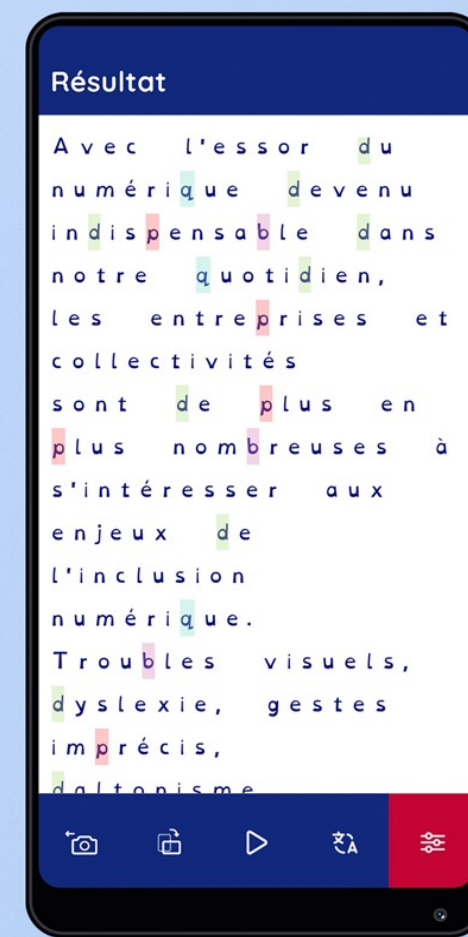 Résultat
Avec l'essor du
numérique devenu
indispensable dans
notre quotidien,
les entreprises et
collectivités
sont de plus en
plus nombreuses à
s'intéresser aux
enjeux de
l'inclusion
numérique.
Troubles visuels,
dyslexie, gestes
imprécis,
daltonisme